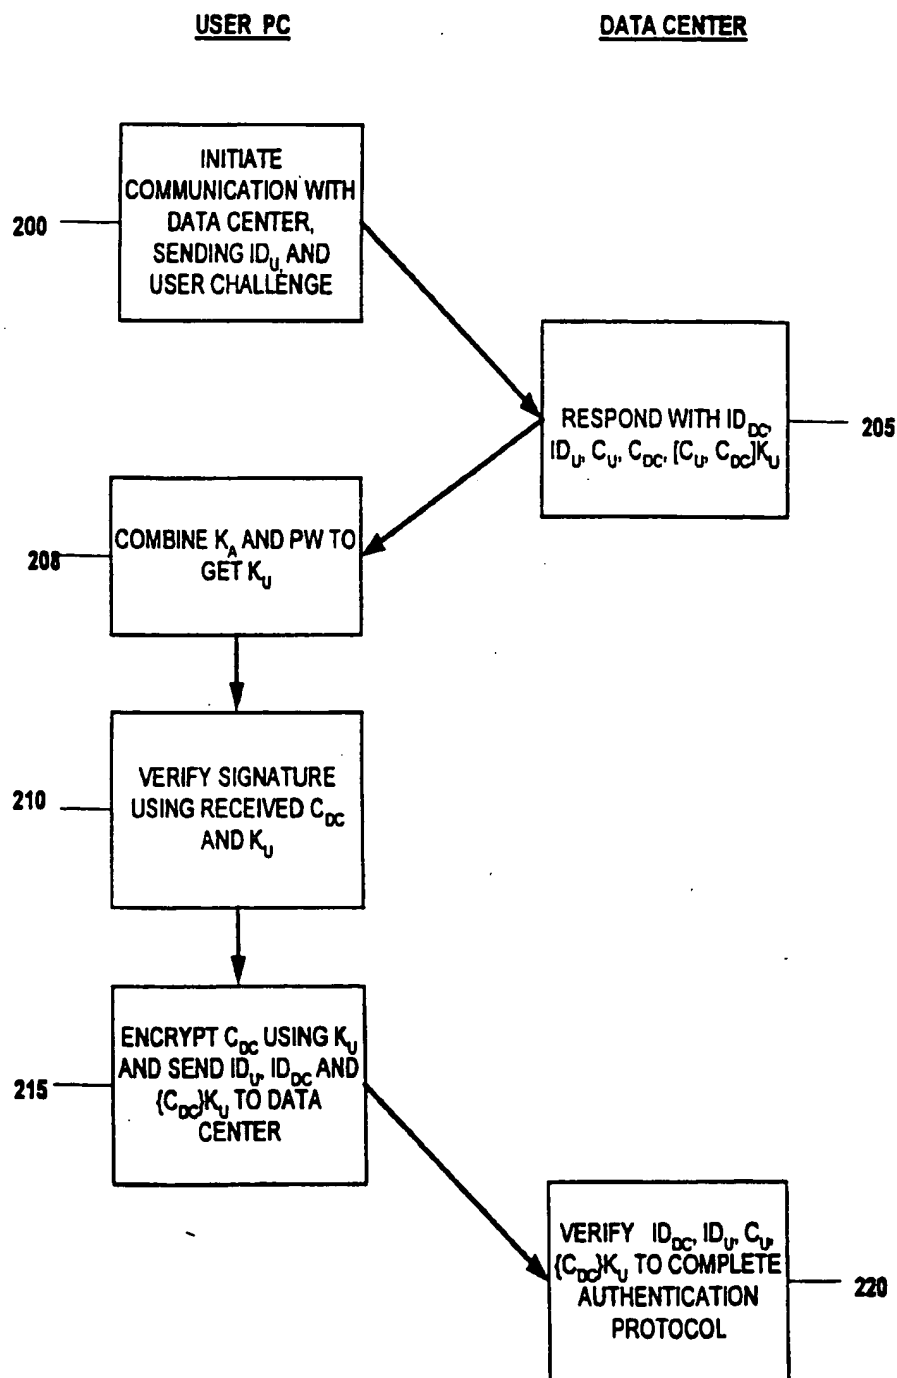 USER PC
DATA CENTER
INITIATE
COMMUNICATION WITH
DATA CENTER,
SENDING ID_U, AND
USER CHALLENGE
200
RESPOND WITH ID_DC,
ID_U, C_U, C_DC, [C_U, C_DC]K_U
205
COMBINE K_A AND PW TO
GET K_U
208
VERIFY SIGNATURE
USING RECEIVED C_DC
AND K_U
210
ENCRYPT C_DC USING K_U
AND SEND ID_U, ID_DC AND
{C_DC}K_U TO DATA
CENTER
215
VERIFY ID_DC, ID_U, C_U,
{C_DC}K_U TO COMPLETE
AUTHENTICATION
PROTOCOL
220